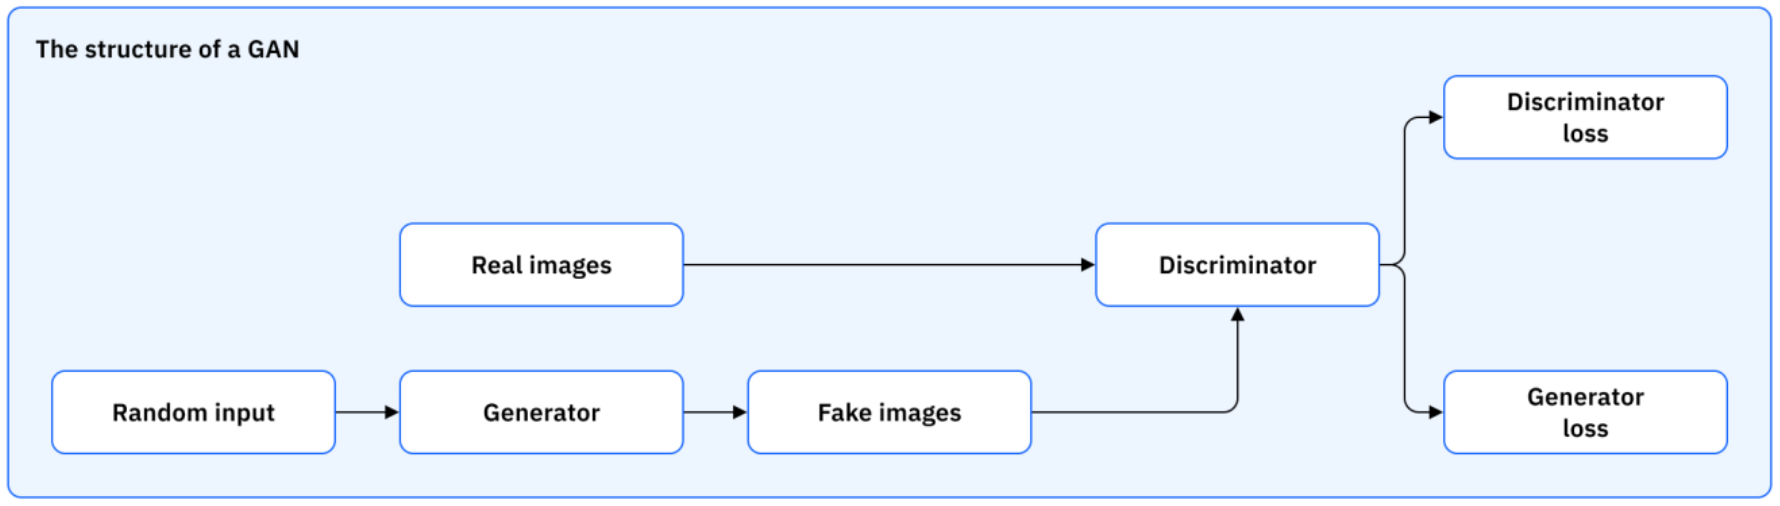 The structure of a GAN
Discriminator
loss
Real images
Discriminator
Random input
Generator
Fake images
Generator
loss